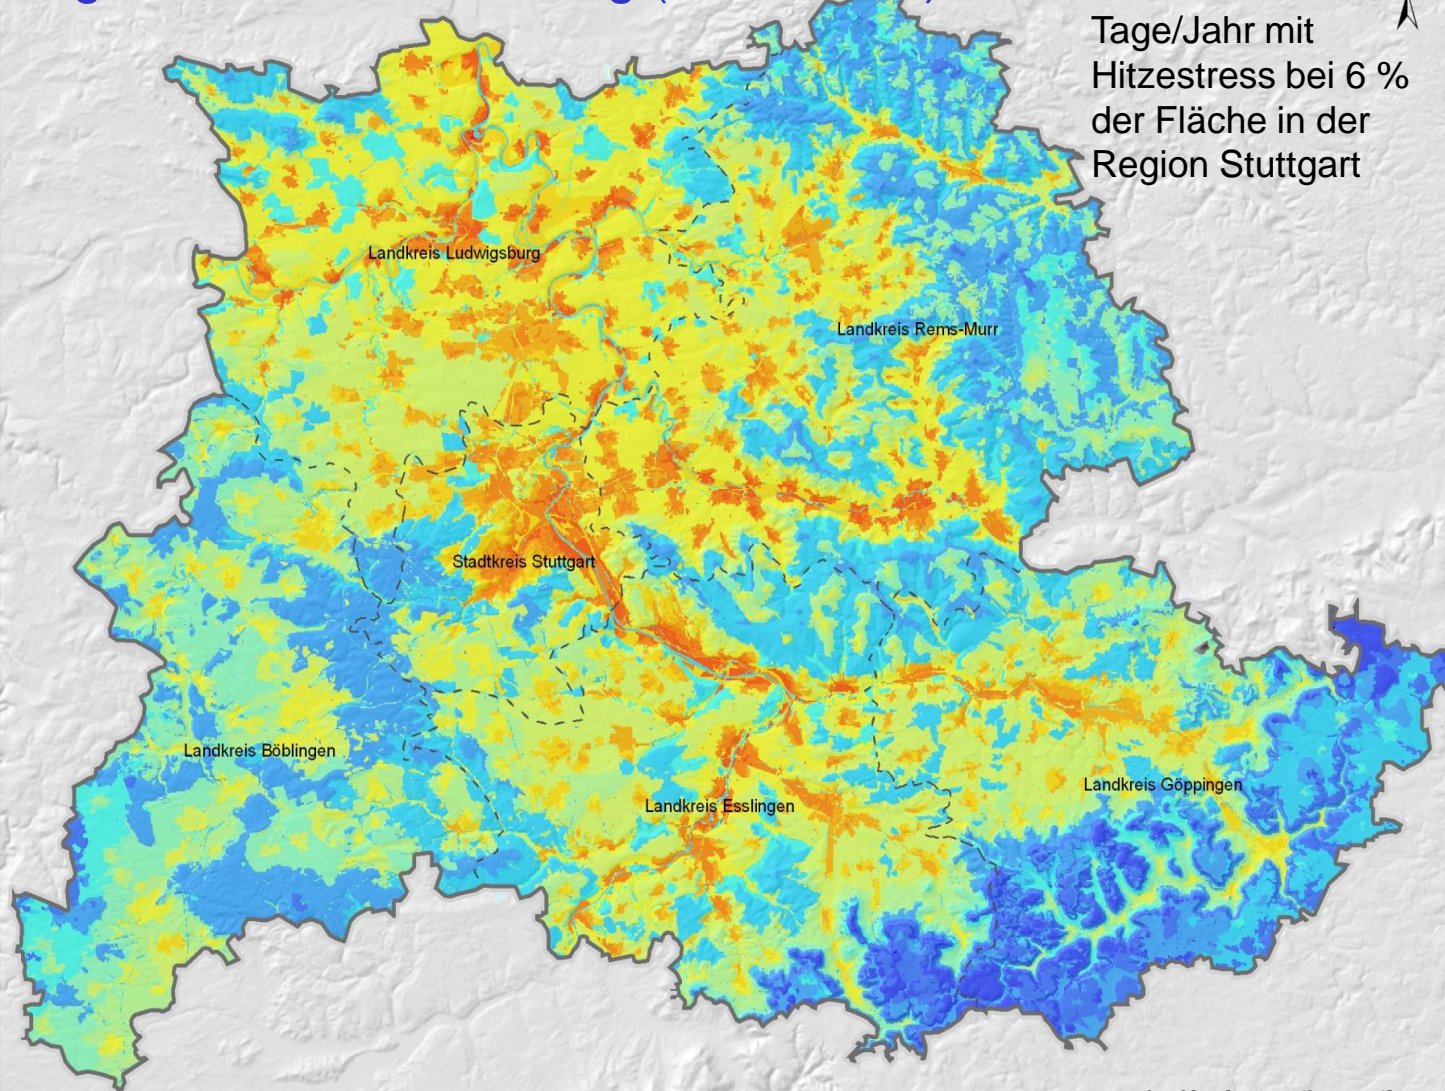 Tage/Jahr mit
Hitzestress bei 6 %
der Fläche in der
Region Stuttgart
Landkreis Ludwigsburg
Landkreis Rems-Murr
Stadtkreis Stuttgart
Landkreis Böblingen
Landkreis Göppingen
Landkreis Esslingen